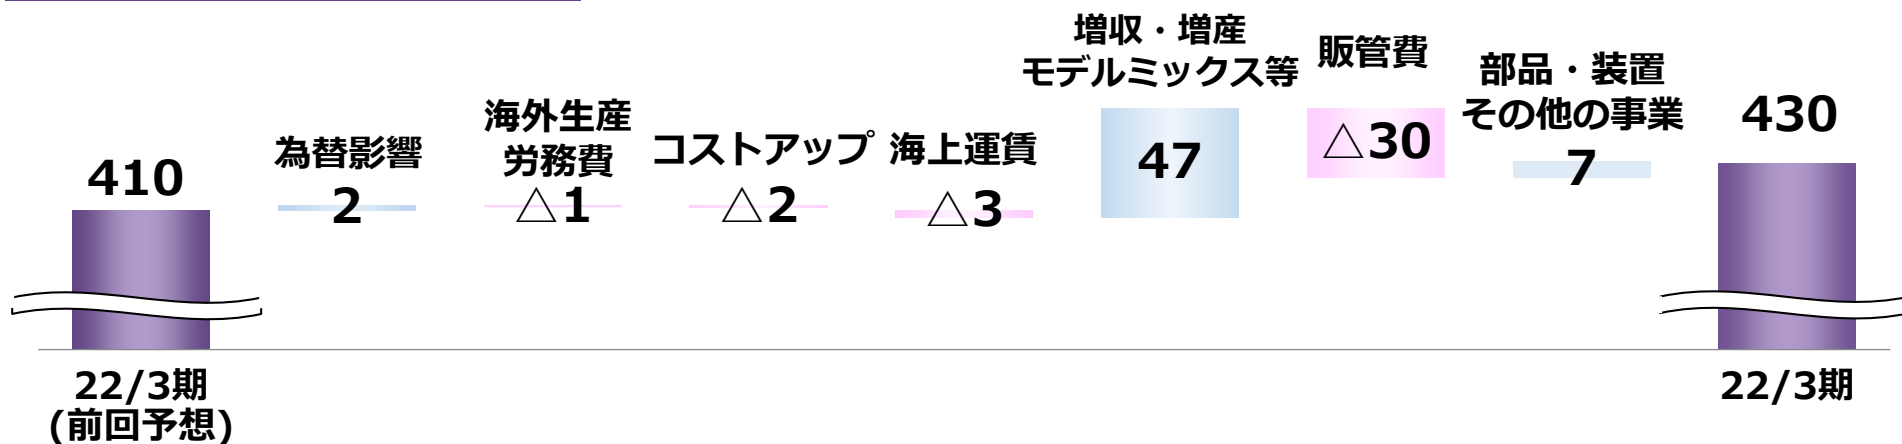 410
22/3期
(前回予想)
為替影響
2
海外生産
労務費
△1
コストアップ
△2
海上運賃
△3
増収・増産
モデルミックス等
47
販管費
△30
部品・装置
その他の事業
7
430
22/3期